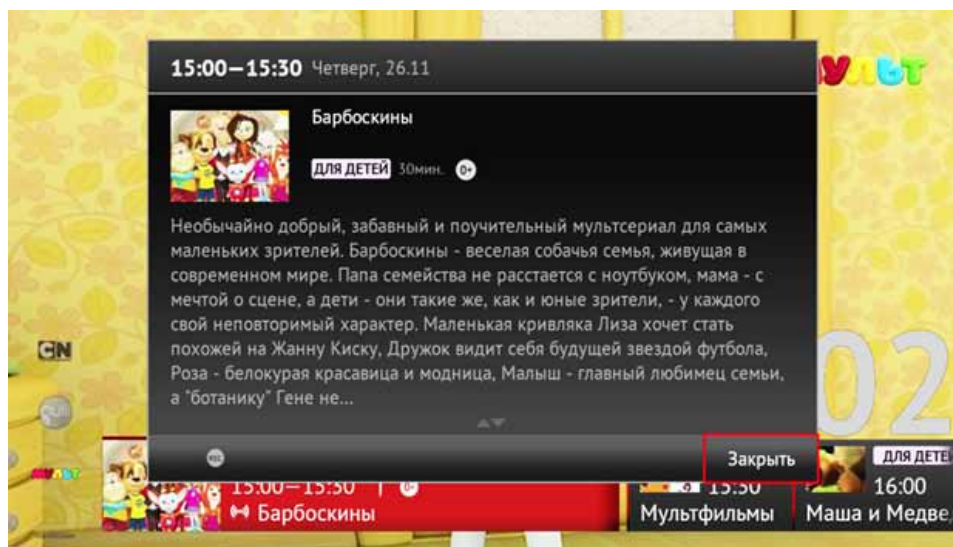 15:00—15:30 Четверг, 26.11
МУЛЬТ
Барбоскины
ДЛЯ ДЕТЕЙ 30мин. 0+
Необычайно добрый, забавный и поучительный мультсериал для самых
маленьких зрителей. Барбоскины - веселая собачья семья, живущая в
современном мире. Папа семейства не расстается с ноутбуком, мама - с
мечтой о сцене, а дети - они такие же, как и юные зрители, - у каждого
свой неповторимый характер. Маленькая кривляка Лиза хочет стать
похожей на Жанну Киску, Дружок видит себя будущей звездой футбола,
Роза - белокурая красавица и модница, Малыш - главный любимец семьи,
а "ботанику" Гене не...
CN
02
REC
Закрыть
ДЛЯ ДЕТЕ
МУЛЬТ
15:00—15:30
15:30
16:00
Барбоскины
Мультфильмы
Маша и Медве